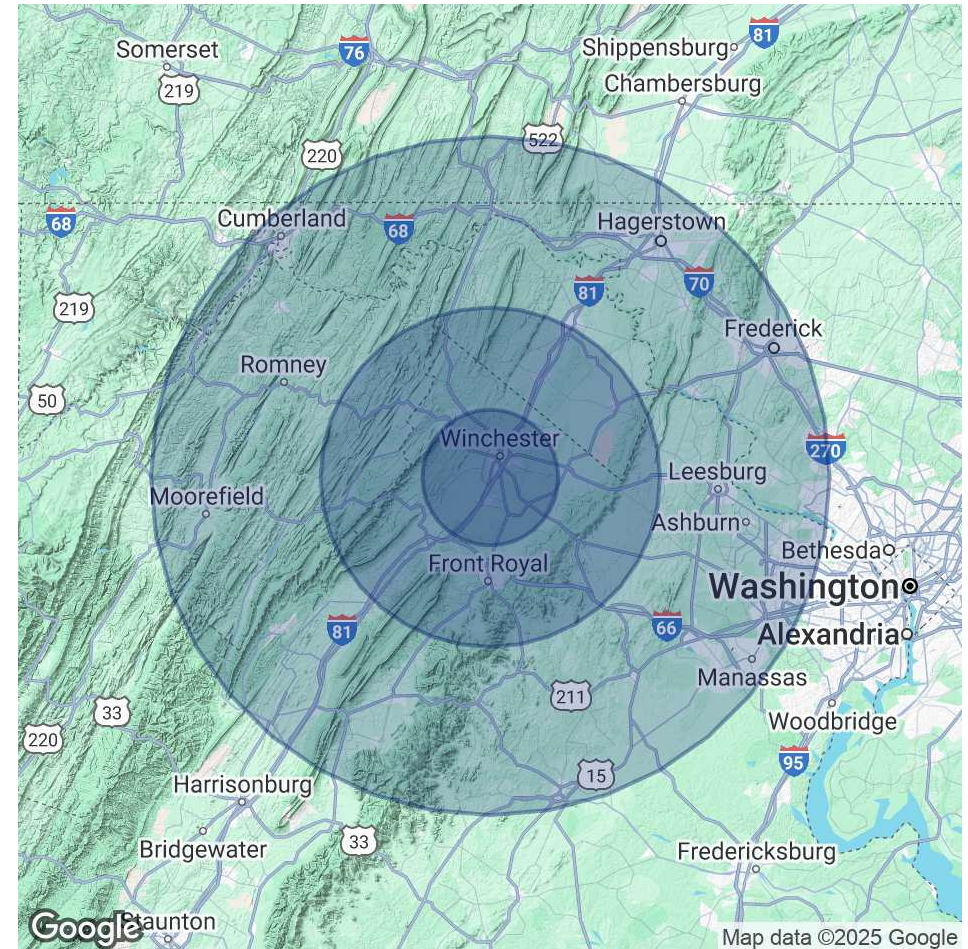 Somerset
76
Shippensburg
81
219
Chambersburg
522
220
68
Cumberland
68
Hagerstown
219
81
70
Frederick
Romney
50
Winchester
270
Leesburg
Moorefield
Ashburn
Bethesda
Front Royal
Washington
81
66
Alexandria
Manassas
211
33
Woodbridge
220
95
15
Harrisonburg
33
Bridgewater
Fredericksburg
Staunton
Google
Map data ©2025 Google